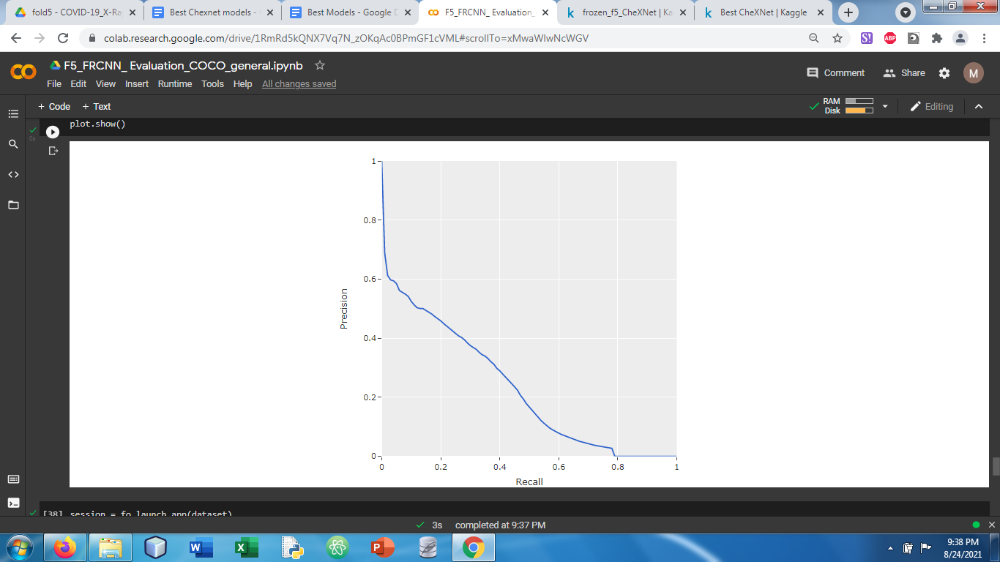 fold5 - COVID-19_X-Ra
Best Chexnet models -
Best Models - Google D
F5_FRCNN_ Evaluation_
frozen_f5_CheXNet | Ka
Best CheXNet | Kaggle
colab.research.google.com/drive/1RmRd5kQNX7Vq7N_zOKqAc0BPmGF1cVML#scrollTo=xMwaWIwNcWGV
S!
ABP
F5_FRCNN_ Evaluation_COCO_general.ipynb
File Edit View Insert Runtime Tools Help All changes saved
Comment Share M
+ Code + Text
RAM
Disk
Editing
plot.show()
0s
1
0.8
0.6
0.4
0.2
0
Precision
0 0.2 0.4 0.6 0.8 1
Recall
[38] session = fo.launch_app(dataset)
3s completed at 9:37 PM
9:38 PM
8/24/2021